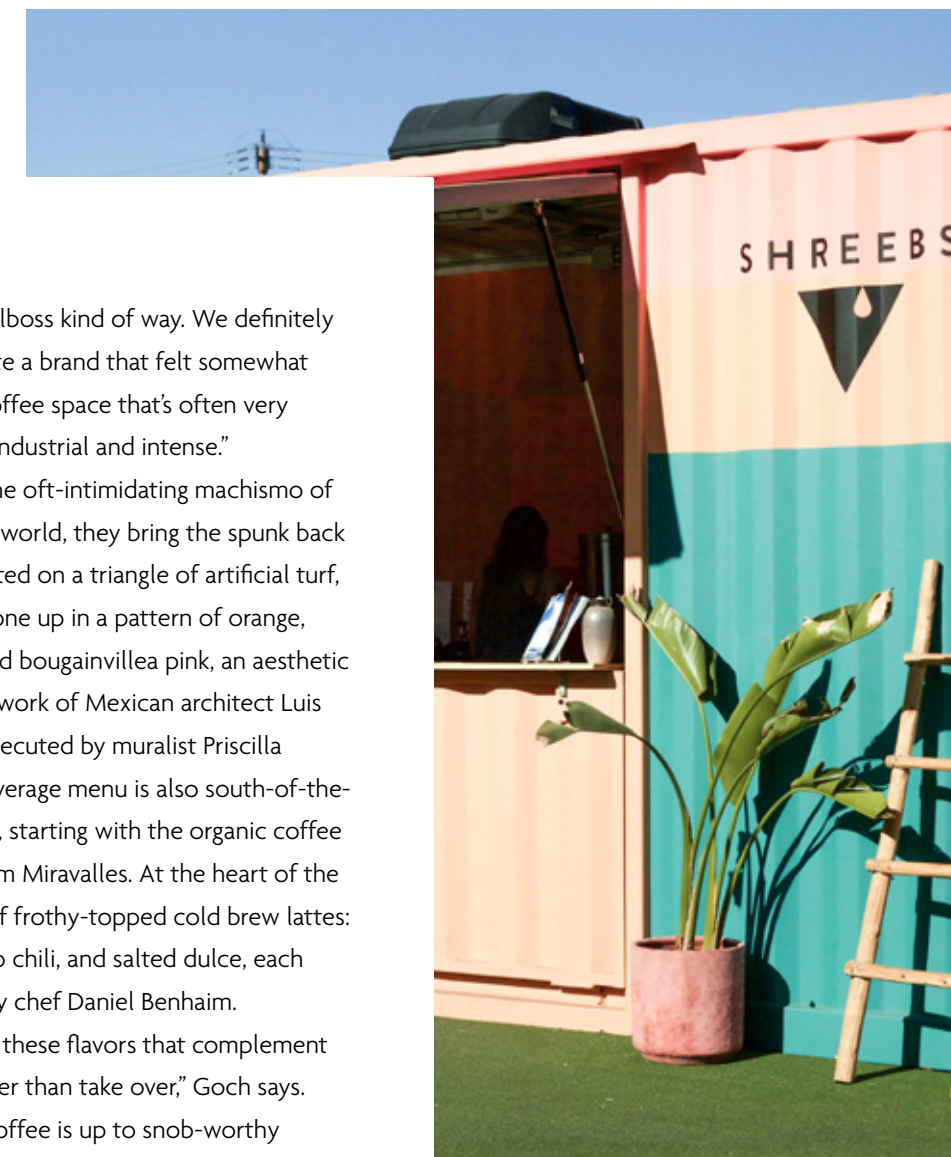 lboss kind of way. We definitely
te a brand that felt somewhat
offee space that's often very
industrial and intense.”
he oft-intimidating machismo of
world, they bring the spunk back
ted on a triangle of artificial turf,
one up in a pattern of orange,
d bougainvillea pink, an aesthetic
work of Mexican architect Luis
ecuted by muralist Priscilla
verage menu is also south-of-the-
, starting with the organic coffee
m Miravalles. At the heart of the
f frothy-topped cold brew lattes:
o chili, and salted dulce, each
y chef Daniel Benhaim.
these flavors that complement
er than take over,” Goch says.
offee is up to snob-worthy
SHREEBS